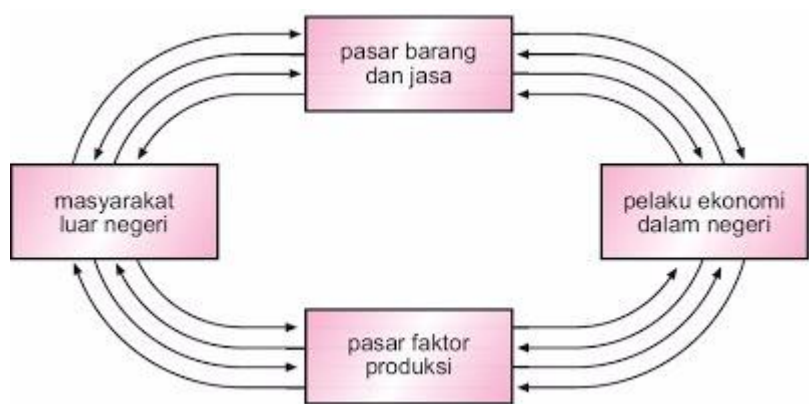 pasar barang
dan jasa
masyarakat
luar negeri
pelaku ekonomi
dalam negeri
pasar faktor
produksi